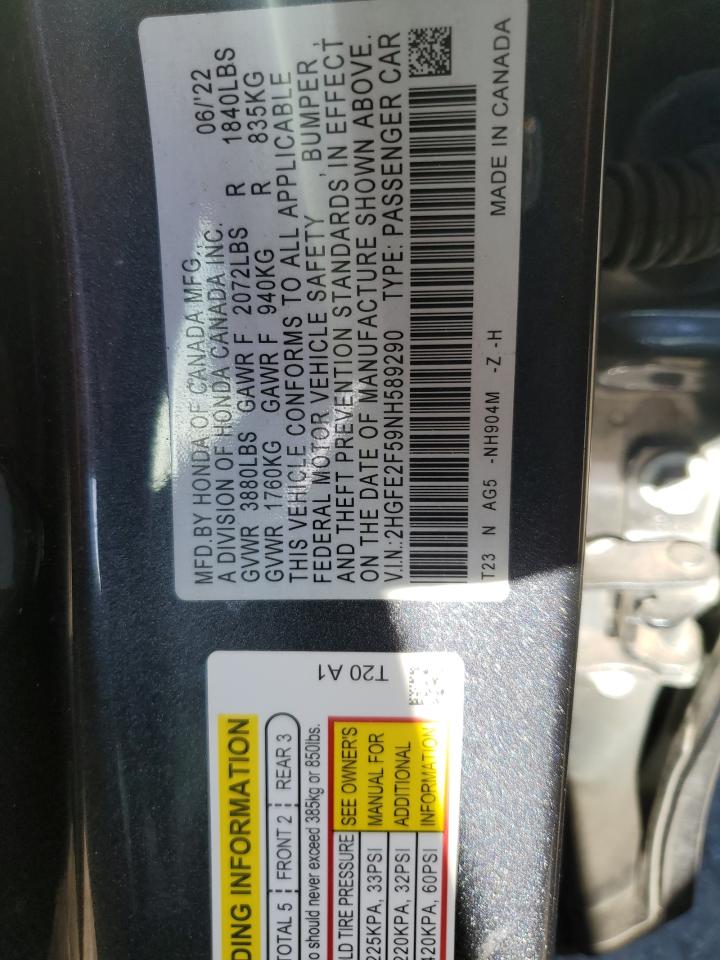 MFD.BY HONDA OF CANADA MFG., 06/'22
A DIVISION OF HONDA CANADA INC.
GVWR 3880LBS GAWR F 2072LBS R 1840LBS
GVWR 1760KG GAWR F 940KG R 835KG
THIS VEHICLE CONFORMS TO ALL APPLICABLE
FEDERAL MOTOR VEHICLE SAFETY , BUMPER ,
AND THEFT PREVENTION STANDARDS, IN EFFECT
ON THE DATE OF MANUFACTURE SHOWN ABOVE.
V.I.N.:2HGFE2F59NH589290 TYPE: PASSENGER CAR
T23 N AG5 -NH904M -Z -H MADE IN CANADA
T20 A1
DING INFORMATION
TOTAL 5 FRONT 2 REAR 3
o should never exceed 385kg or 850lbs.
LD TIRE PRESSURE SEE OWNER'S
225KPA, 33PSI MANUAL FOR
220KPA, 32PSI ADDITIONAL
420KPA, 60PSI INFORMATION